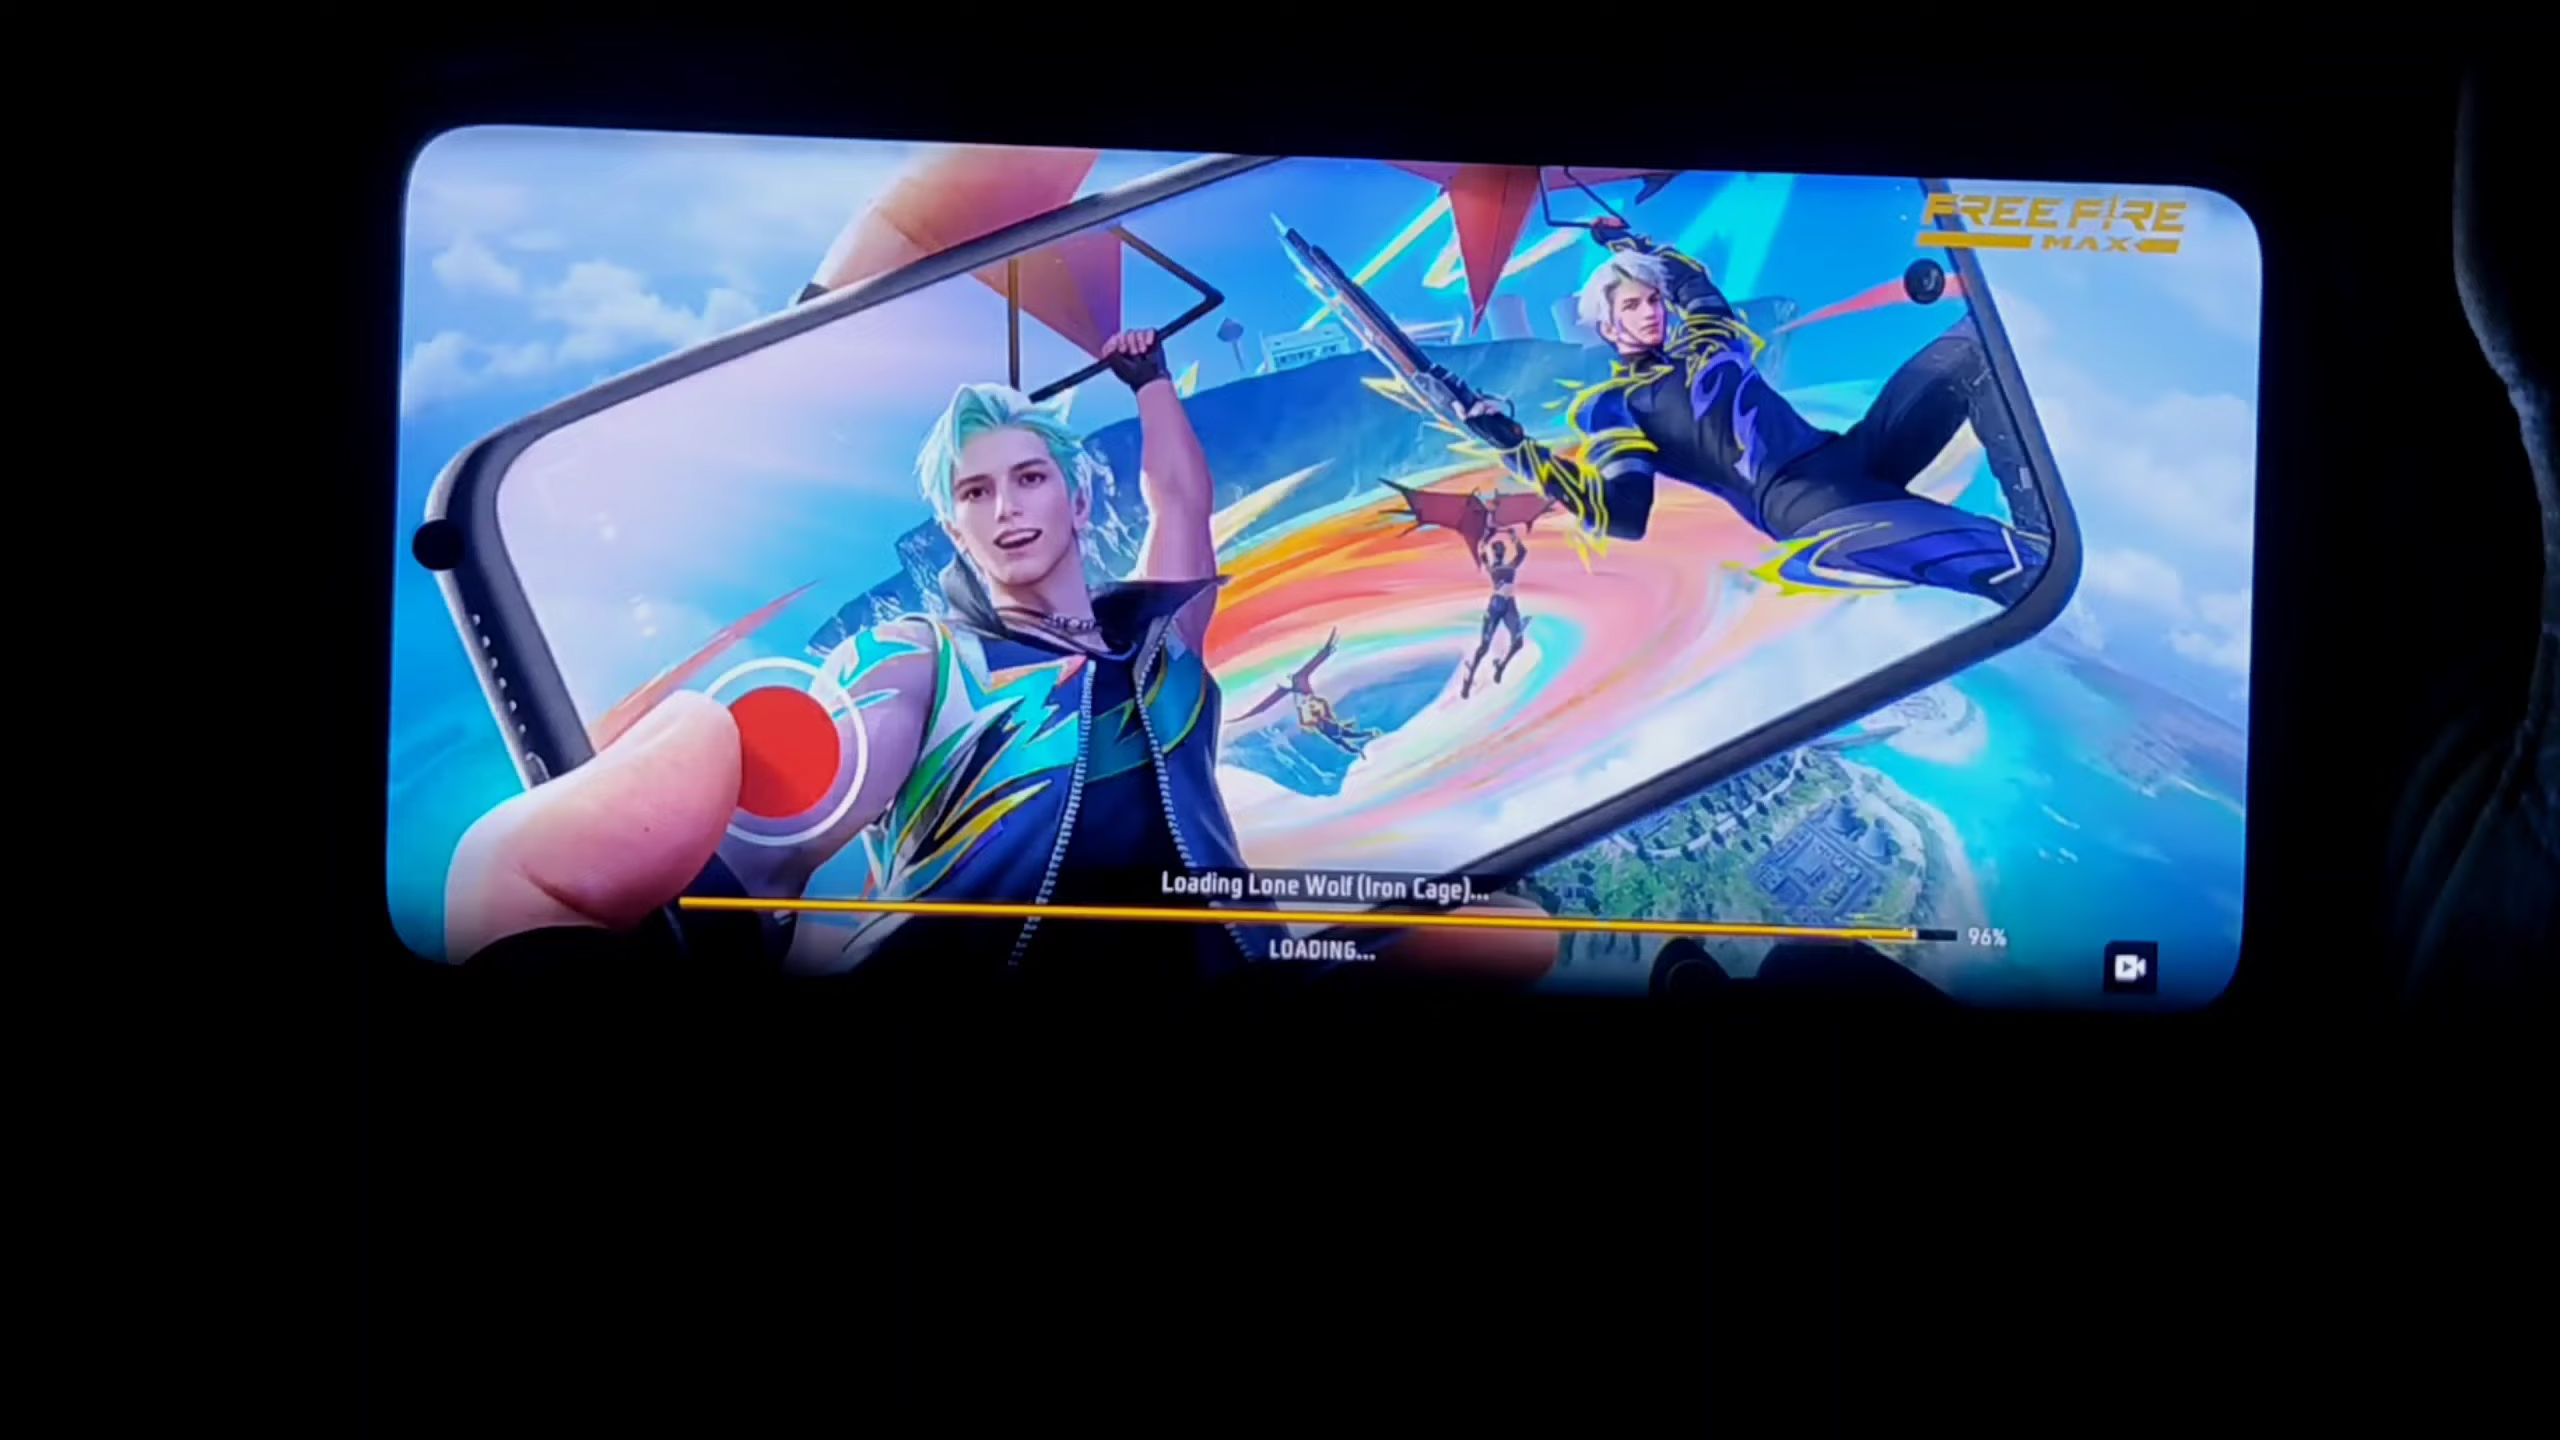 FREE FIRE
MAX
Loading Lone Wolf (Iron Cage)...
96%
LOADING...